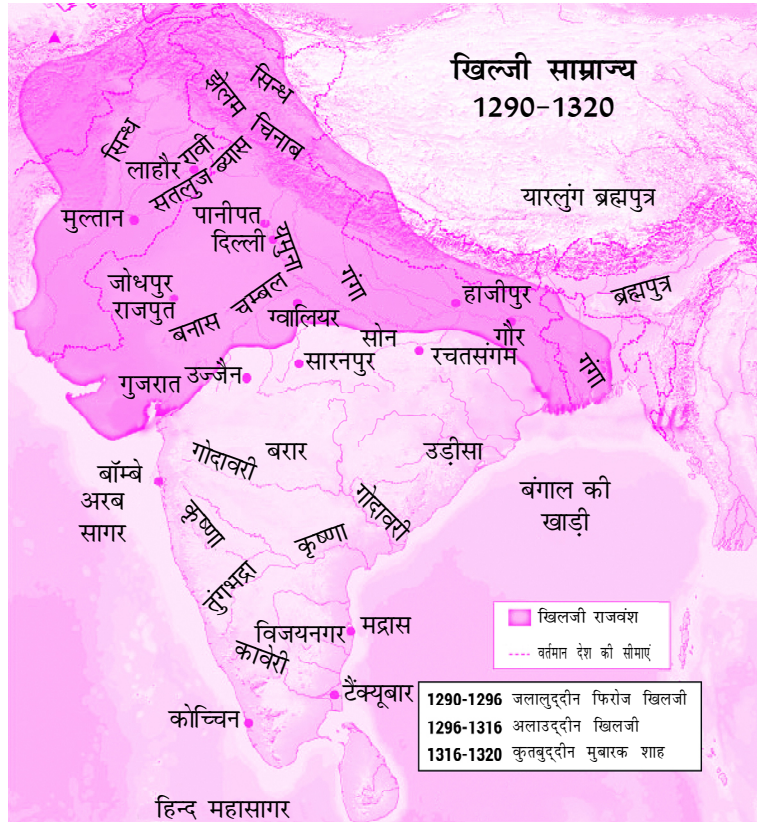 खिल्जी साम्राज्य
1290-1320
सिन्ध
झेलम
चिनाब
सिन्ध
रावी
लाहौर
ब्यास
सतलुज
यारलुंग ब्रह्मपुत्र
मुल्तान
पानीपत
दिल्ली
यमुना
गंगा
जोधपुर
राजपुत
चम्बल
बनास
ग्वालियर
हाजीपुर
ब्रह्मपुत्र
सोन
गौर
रचतसंगम
गंगा
सारनपुर
गुजरात
उज्जैन
गोदावरी
बरार
उड़ीसा
बॉम्बे
अरब
सागर
बंगाल की
खाड़ी
कृष्णा
कृष्णा
गोदावरी
तुंगभद्रा
विजयनगर
मद्रास
कावेरी
टैंक्यूबार
कोच्चिन
हिन्द महासागर
खिलजी राजवंश
वर्तमान देश की सीमाएं
1290-1296 जलालुद्दीन फिरोज खिलजी
1296-1316 अलाउद्दीन खिलजी
1316-1320 कुतबुद्दीन मुबारक शाह